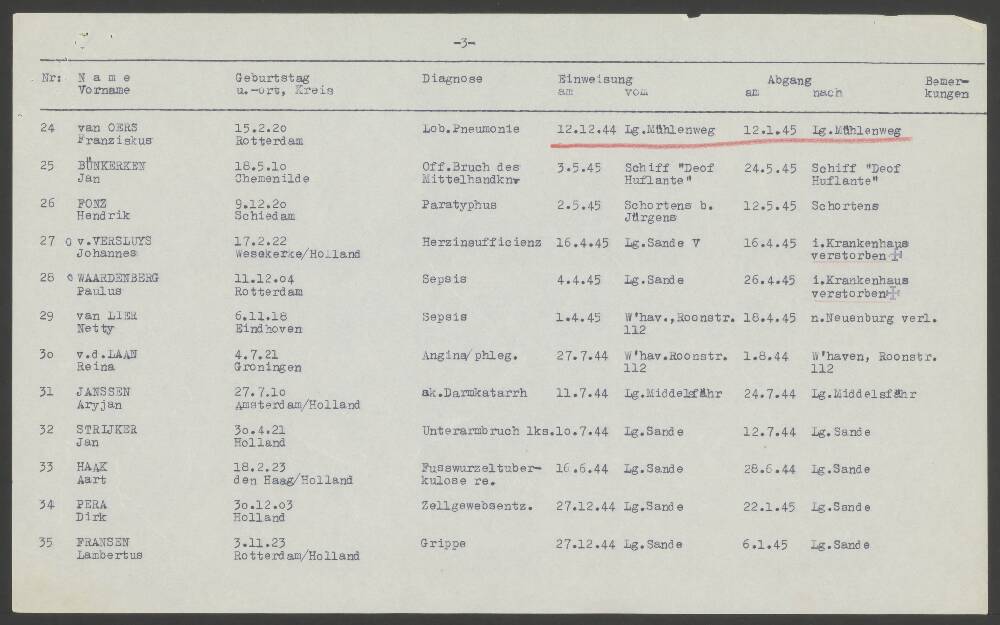 -3-
Nr: Name Geburtstag Diagnose Einweisung Abgang Bemer-
Vorname u.-ort, Kreis am vom am nach kungen
24 van OERS 15.2.20 Lob.Pneumonie 12.12.44 Lg.Mühlenweg 12.1.45 Lg.Mühlenweg
Franziskus Rotterdam
25 BÜNKERKEN 18.5.10 Off.Bruch des 3.5.45 Schiff "Deof 24.5.45 Schiff "Deof
Jan Chemenilde Mittelhandknr Huflante" Huflante"
26 FONZ 9.12.20 Paratyphus 2.5.45 Schortens b. 12.5.45 Schortens
Hendrik Schiedam Jürgens
27 o v.VERSLUYS 17.2.22 Herzinsufficienz 16.4.45 Lg.Sande V 16.4.45 i.Krankenhaus
Johannes Wesekerke/Holland verstorben
28 o WAARDENBERG 11.12.04 Sepsis 4.4.45 Lg.Sande 26.4.45 i.Krankenhaus
Paulus Rotterdam verstorben
29 van LIER 6.11.18 Sepsis 1.4.45 W'hav.,Roonstr. 18.4.45 n.Neuenburg verl.
Netty Eindhoven 112
3o v.d.LAAN 4.7.21 Angina/phleg. 27.7.44 W'hav.Roonstr. 1.8.44 W'haven, Roonstr.
Reina Groningen 112 112
31 JANSSEN 27.7.10 ak.Darmkatarrh 11.7.44 Lg.Middelsfähr 24.7.44 Lg.Middelsfähr
Aryjan Amsterdam/Holland
32 STRIJKER 3o.4.21 Unterarmbruch lks.1o.7.44 Lg.Sande 12.7.44 Lg.Sande
Jan Holland
33 HAAK 18.2.23 Fusswurzeltuber- 16.6.44 Lg.Sande 28.6.44 Lg.Sande
Aart den Haag/Holland kulose re.
34 PERA 3o.12.03 Zellgewebsentz. 27.12.44 Lg.Sande 22.1.45 Lg.Sande
Dirk Holland
35 FRANSEN 3.11.23 Grippe 27.12.44 Lg.Sande 6.1.45 Lg.Sande
Lambertus Rotterdam/Holland